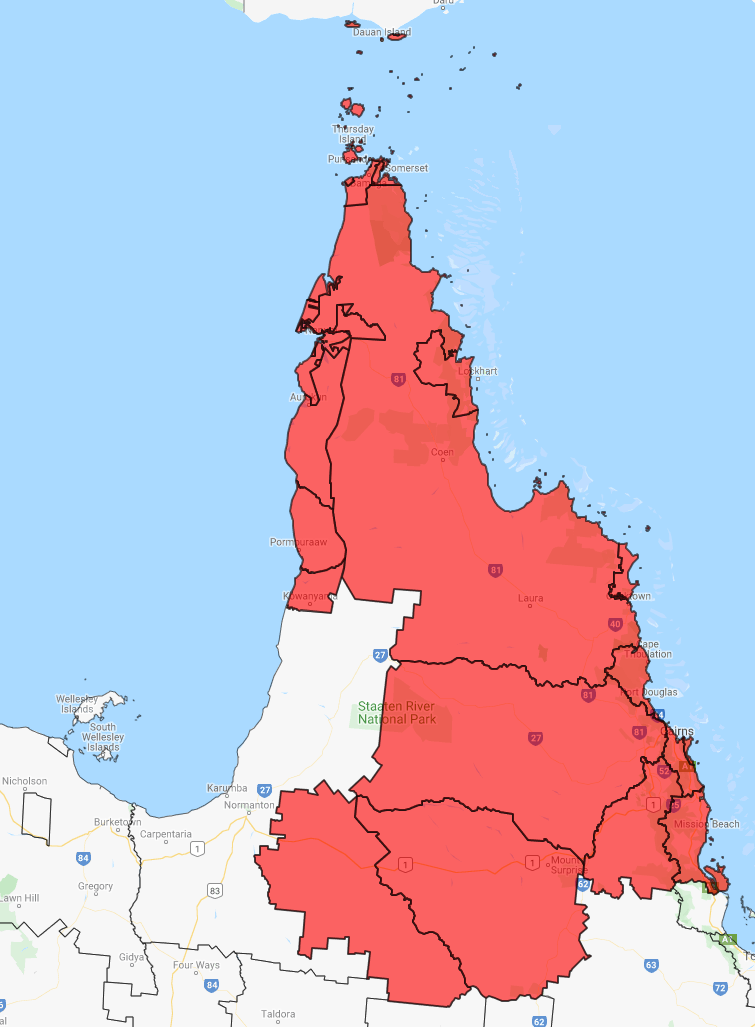 Daru
Dauan Island
Thursday
Island
Somerset
Lockhart
81
Coen
Pormpuraaw
81
Laura
Kowanyama
40
27
Cape
Tribulation
Staaten River
National Park
81
Port Douglas
Wellesley
Islands
South
Wellesley
Islands
27
81
Cairns
52
Nicholson
Karumba
27
Normanton
1
Mission Beach
Burketown
Carpentaria
1
84
1
1
Mount
Surprise
62
Gregory
83
Lawn Hill
Gidya
Four Ways
84
63
72
Taldora
62